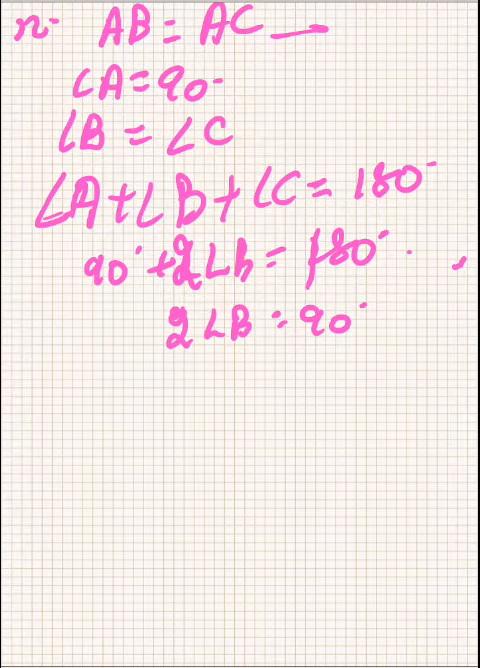 n- AB = AC —
∠A = 90°
∠B = ∠C
∠A + ∠B + ∠C = 180°
90° + 2∠b = 180° .
2∠B = 90°